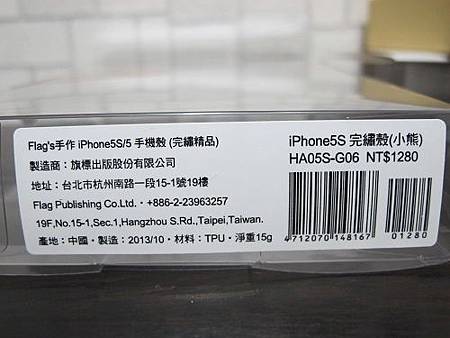 Flag's手作 iPhone5S/5 手機殼 (完繡精品)
製造商：旗標出版股份有限公司
地址：台北市杭州南路一段15-1號19樓
Flag Publishing Co.Ltd.・+886-2-23963257
19F,No.15-1,Sec.1,Hangzhou S.Rd.,Taipei,Taiwan.
產地：中國・製造：2013/10・材料：TPU・淨重15g
iPhone5S 完繡殼(小熊)
HA05S-G06 NT$1280
4712070148167 01280